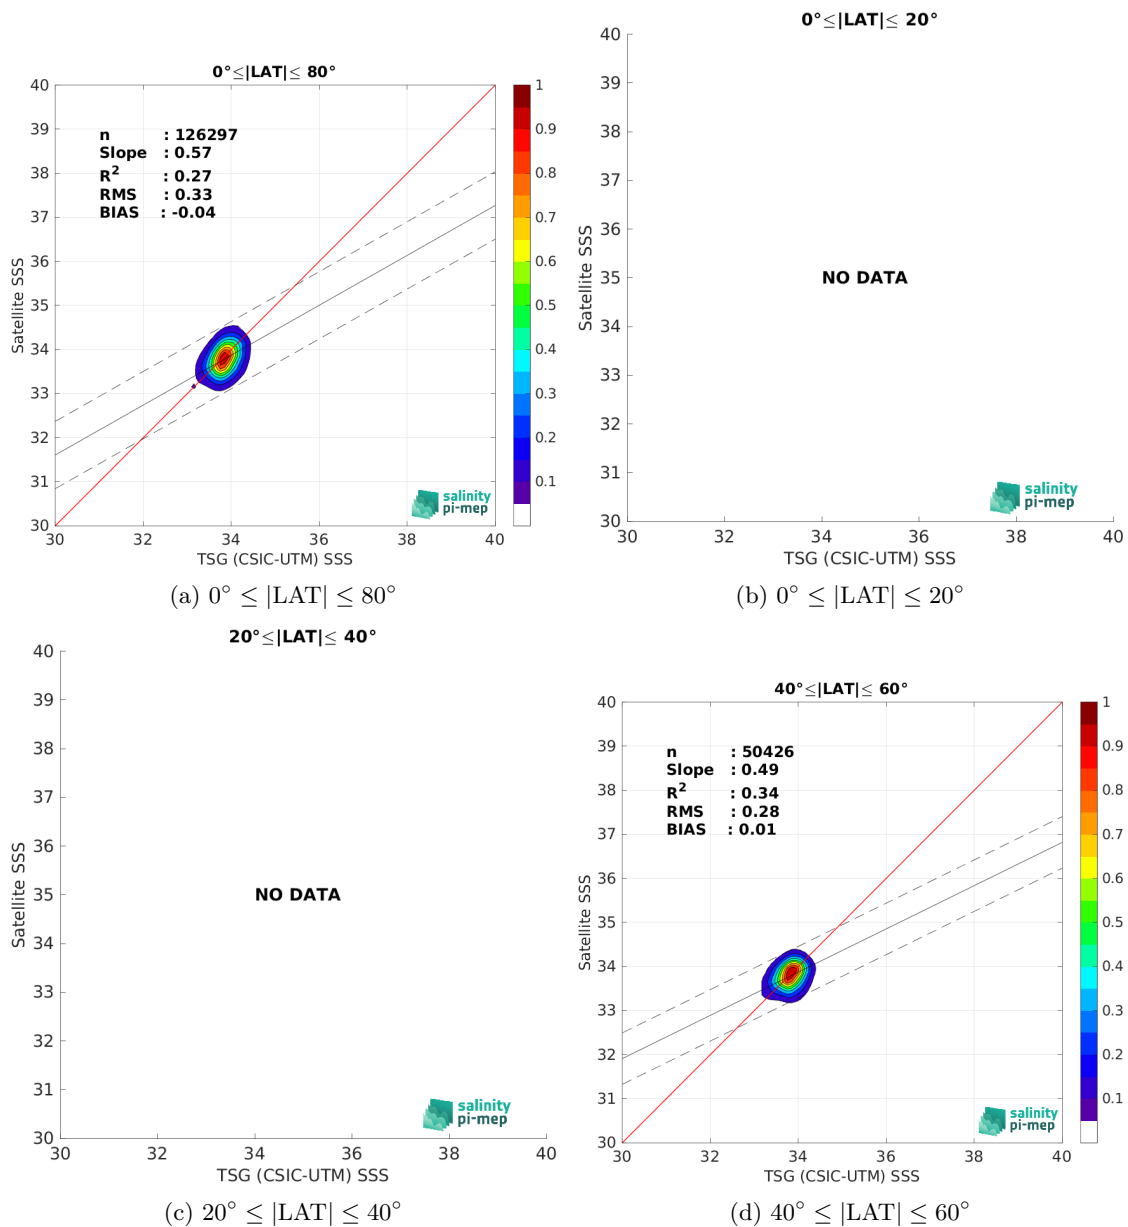 0°≤|LAT|≤ 80°
40
39
38
37
36
35
34
33
32
31
30
30 32 34 36 38 40
Satellite SSS
TSG (CSIC-UTM) SSS
n : 126297
Slope : 0.57
R² : 0.27
RMS : 0.33
BIAS : -0.04
1
0.9
0.8
0.7
0.6
0.5
0.4
0.3
0.2
0.1
salinity
pi-mep
(a) 0° ≤ |LAT| ≤ 80°
0°≤|LAT|≤ 20°
40
39
38
37
36
35
34
33
32
31
30
30 32 34 36 38 40
Satellite SSS
TSG (CSIC-UTM) SSS
NO DATA
salinity
pi-mep
(b) 0° ≤ |LAT| ≤ 20°
20°≤|LAT|≤ 40°
40
39
38
37
36
35
34
33
32
31
30
30 32 34 36 38 40
Satellite SSS
TSG (CSIC-UTM) SSS
NO DATA
salinity
pi-mep
(c) 20° ≤ |LAT| ≤ 40°
40°≤|LAT|≤ 60°
40
39
38
37
36
35
34
33
32
31
30
30 32 34 36 38 40
Satellite SSS
TSG (CSIC-UTM) SSS
n : 50426
Slope : 0.49
R² : 0.34
RMS : 0.28
BIAS : 0.01
1
0.9
0.8
0.7
0.6
0.5
0.4
0.3
0.2
0.1
salinity
pi-mep
(d) 40° ≤ |LAT| ≤ 60°